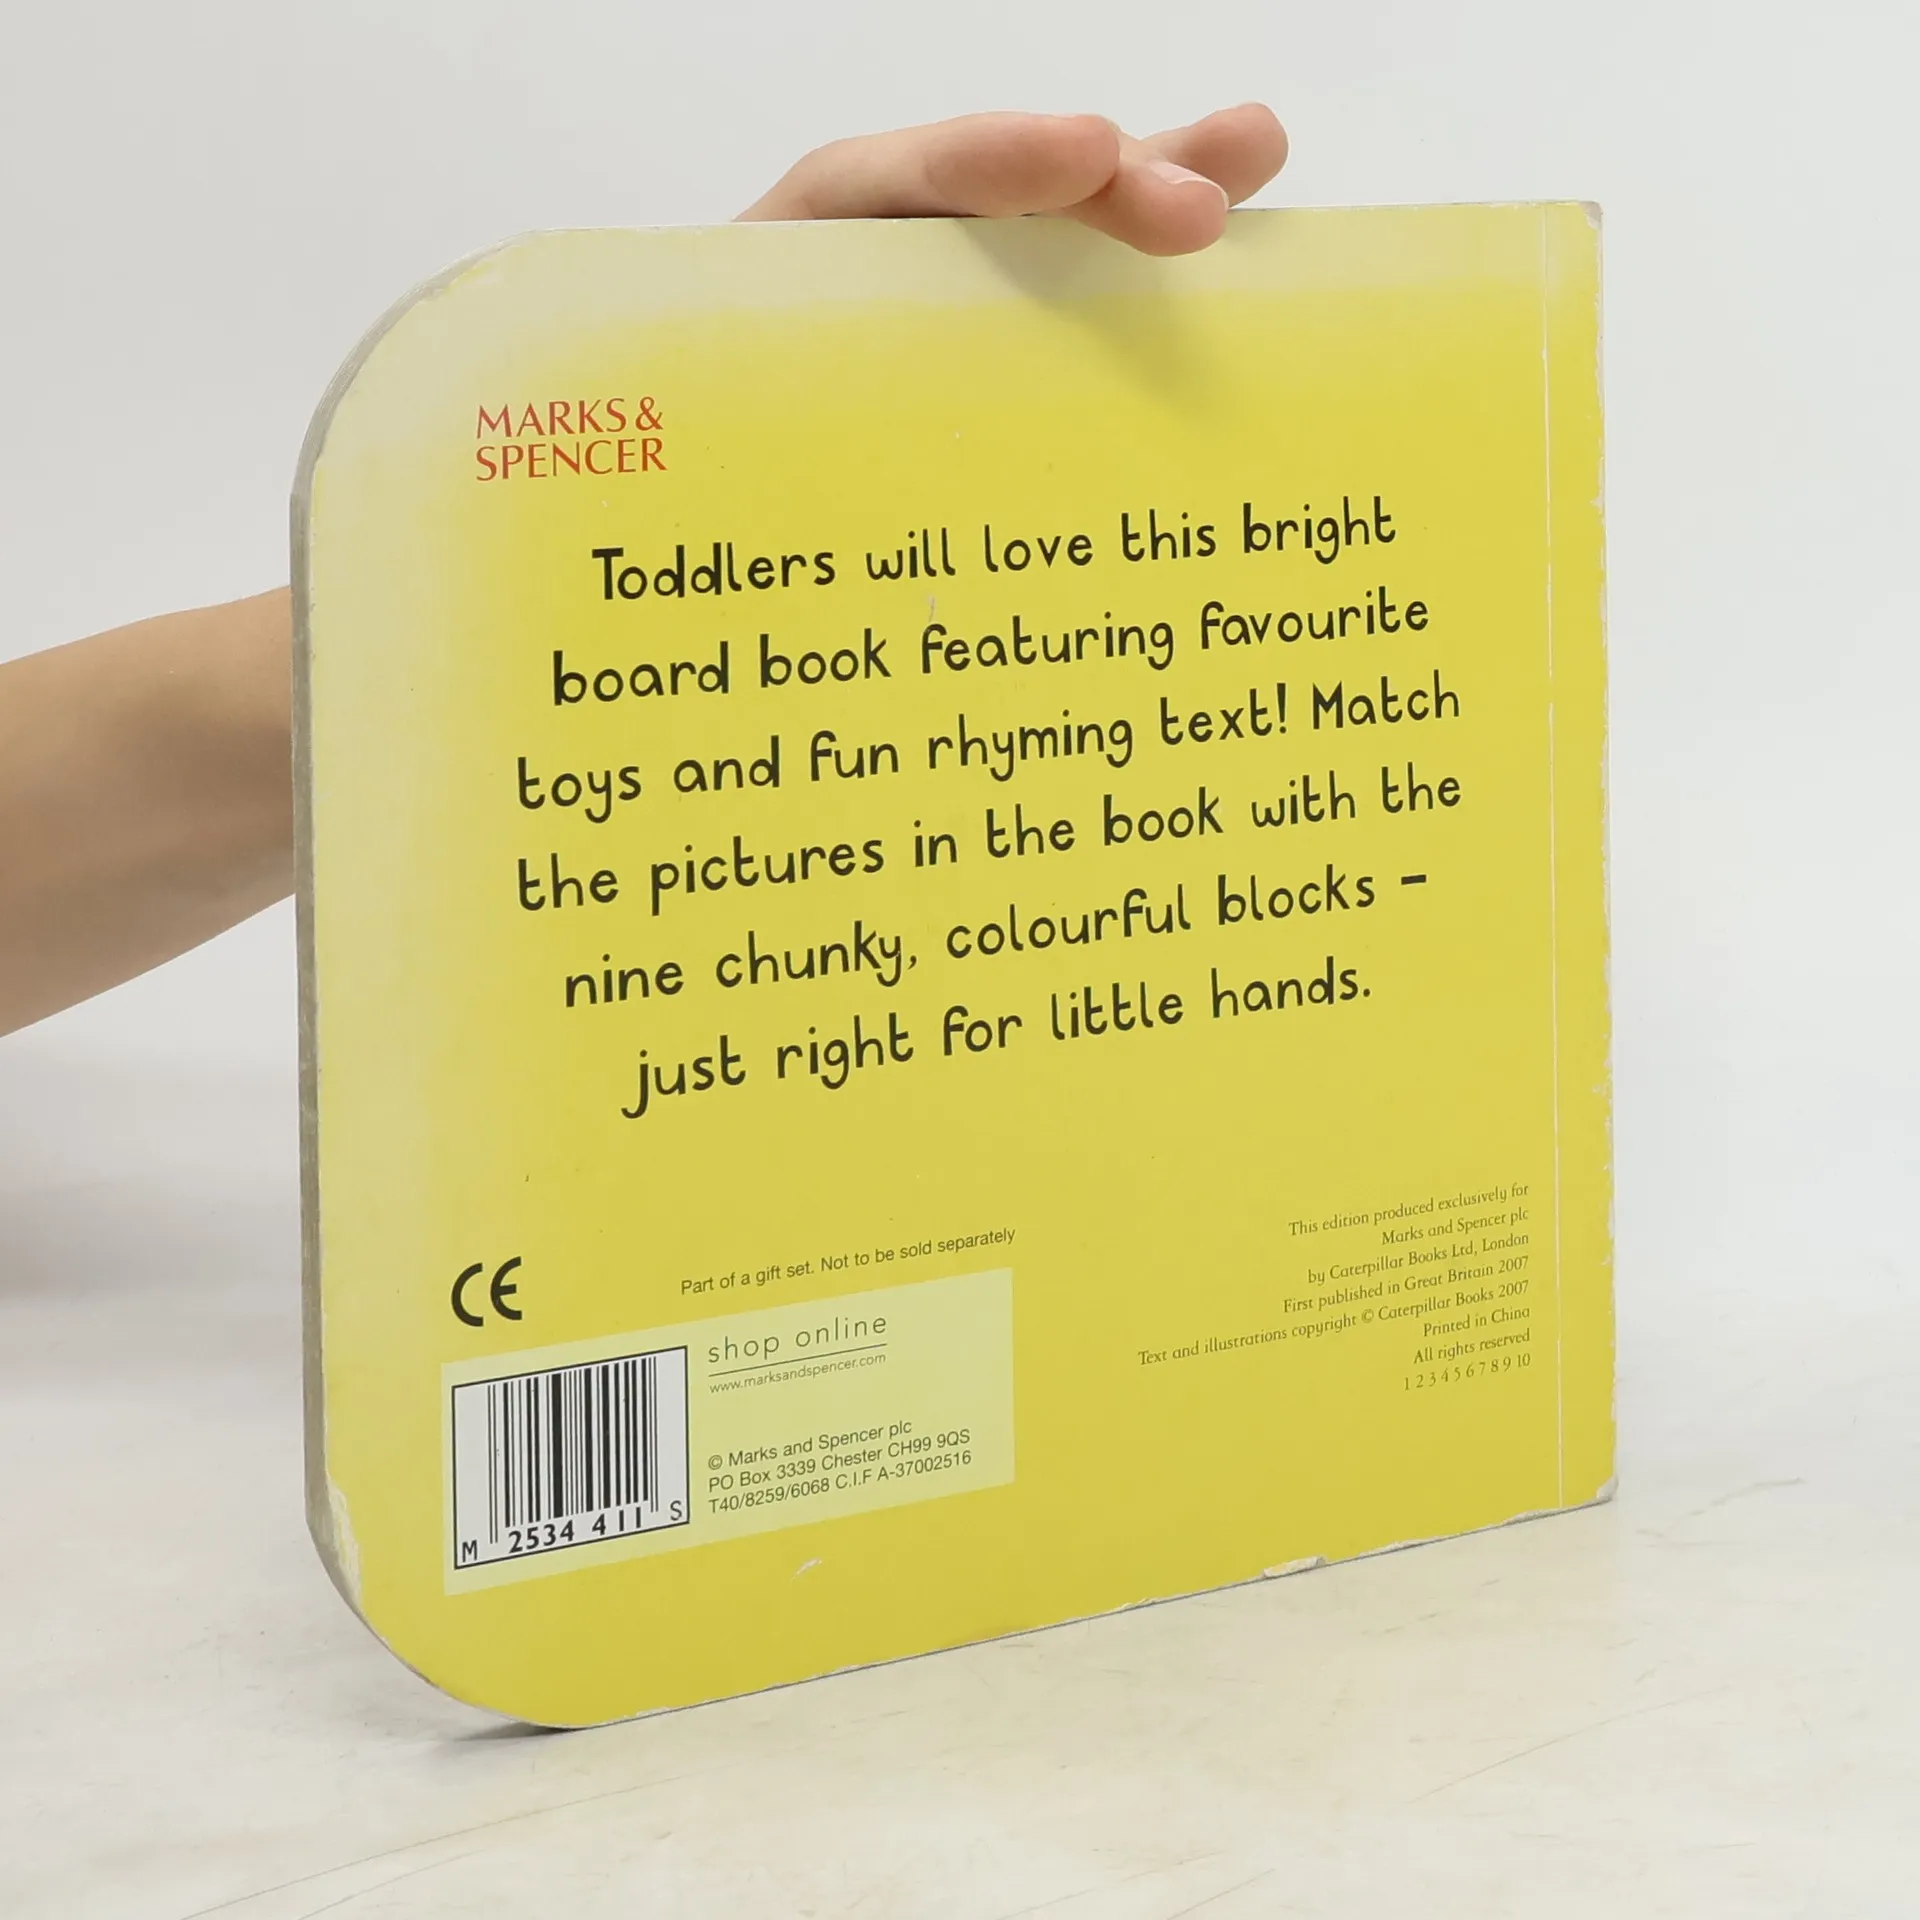 MARKS &
SPENCER
Toddlers will love this bright
board book featuring favourite
toys and fun rhyming text! Match
the pictures in the book with the
nine chunky, colourful blocks –
just right for little hands.
CE
Part of a gift set. Not to be sold separately
shop online
www.marksandspencer.com
© Marks and Spencer plc
PO Box 3339 Chester CH99 9QS
T40/8259/6068 C.I.F A-37002516
M 2534 411 S
This edition produced exclusively for
Marks and Spencer plc
by Caterpillar Books Ltd, London
First published in Great Britain 2007
Text and illustrations copyright © Caterpillar Books 2007
Printed in China
All rights reserved
1 2 3 4 5 6 7 8 9 10